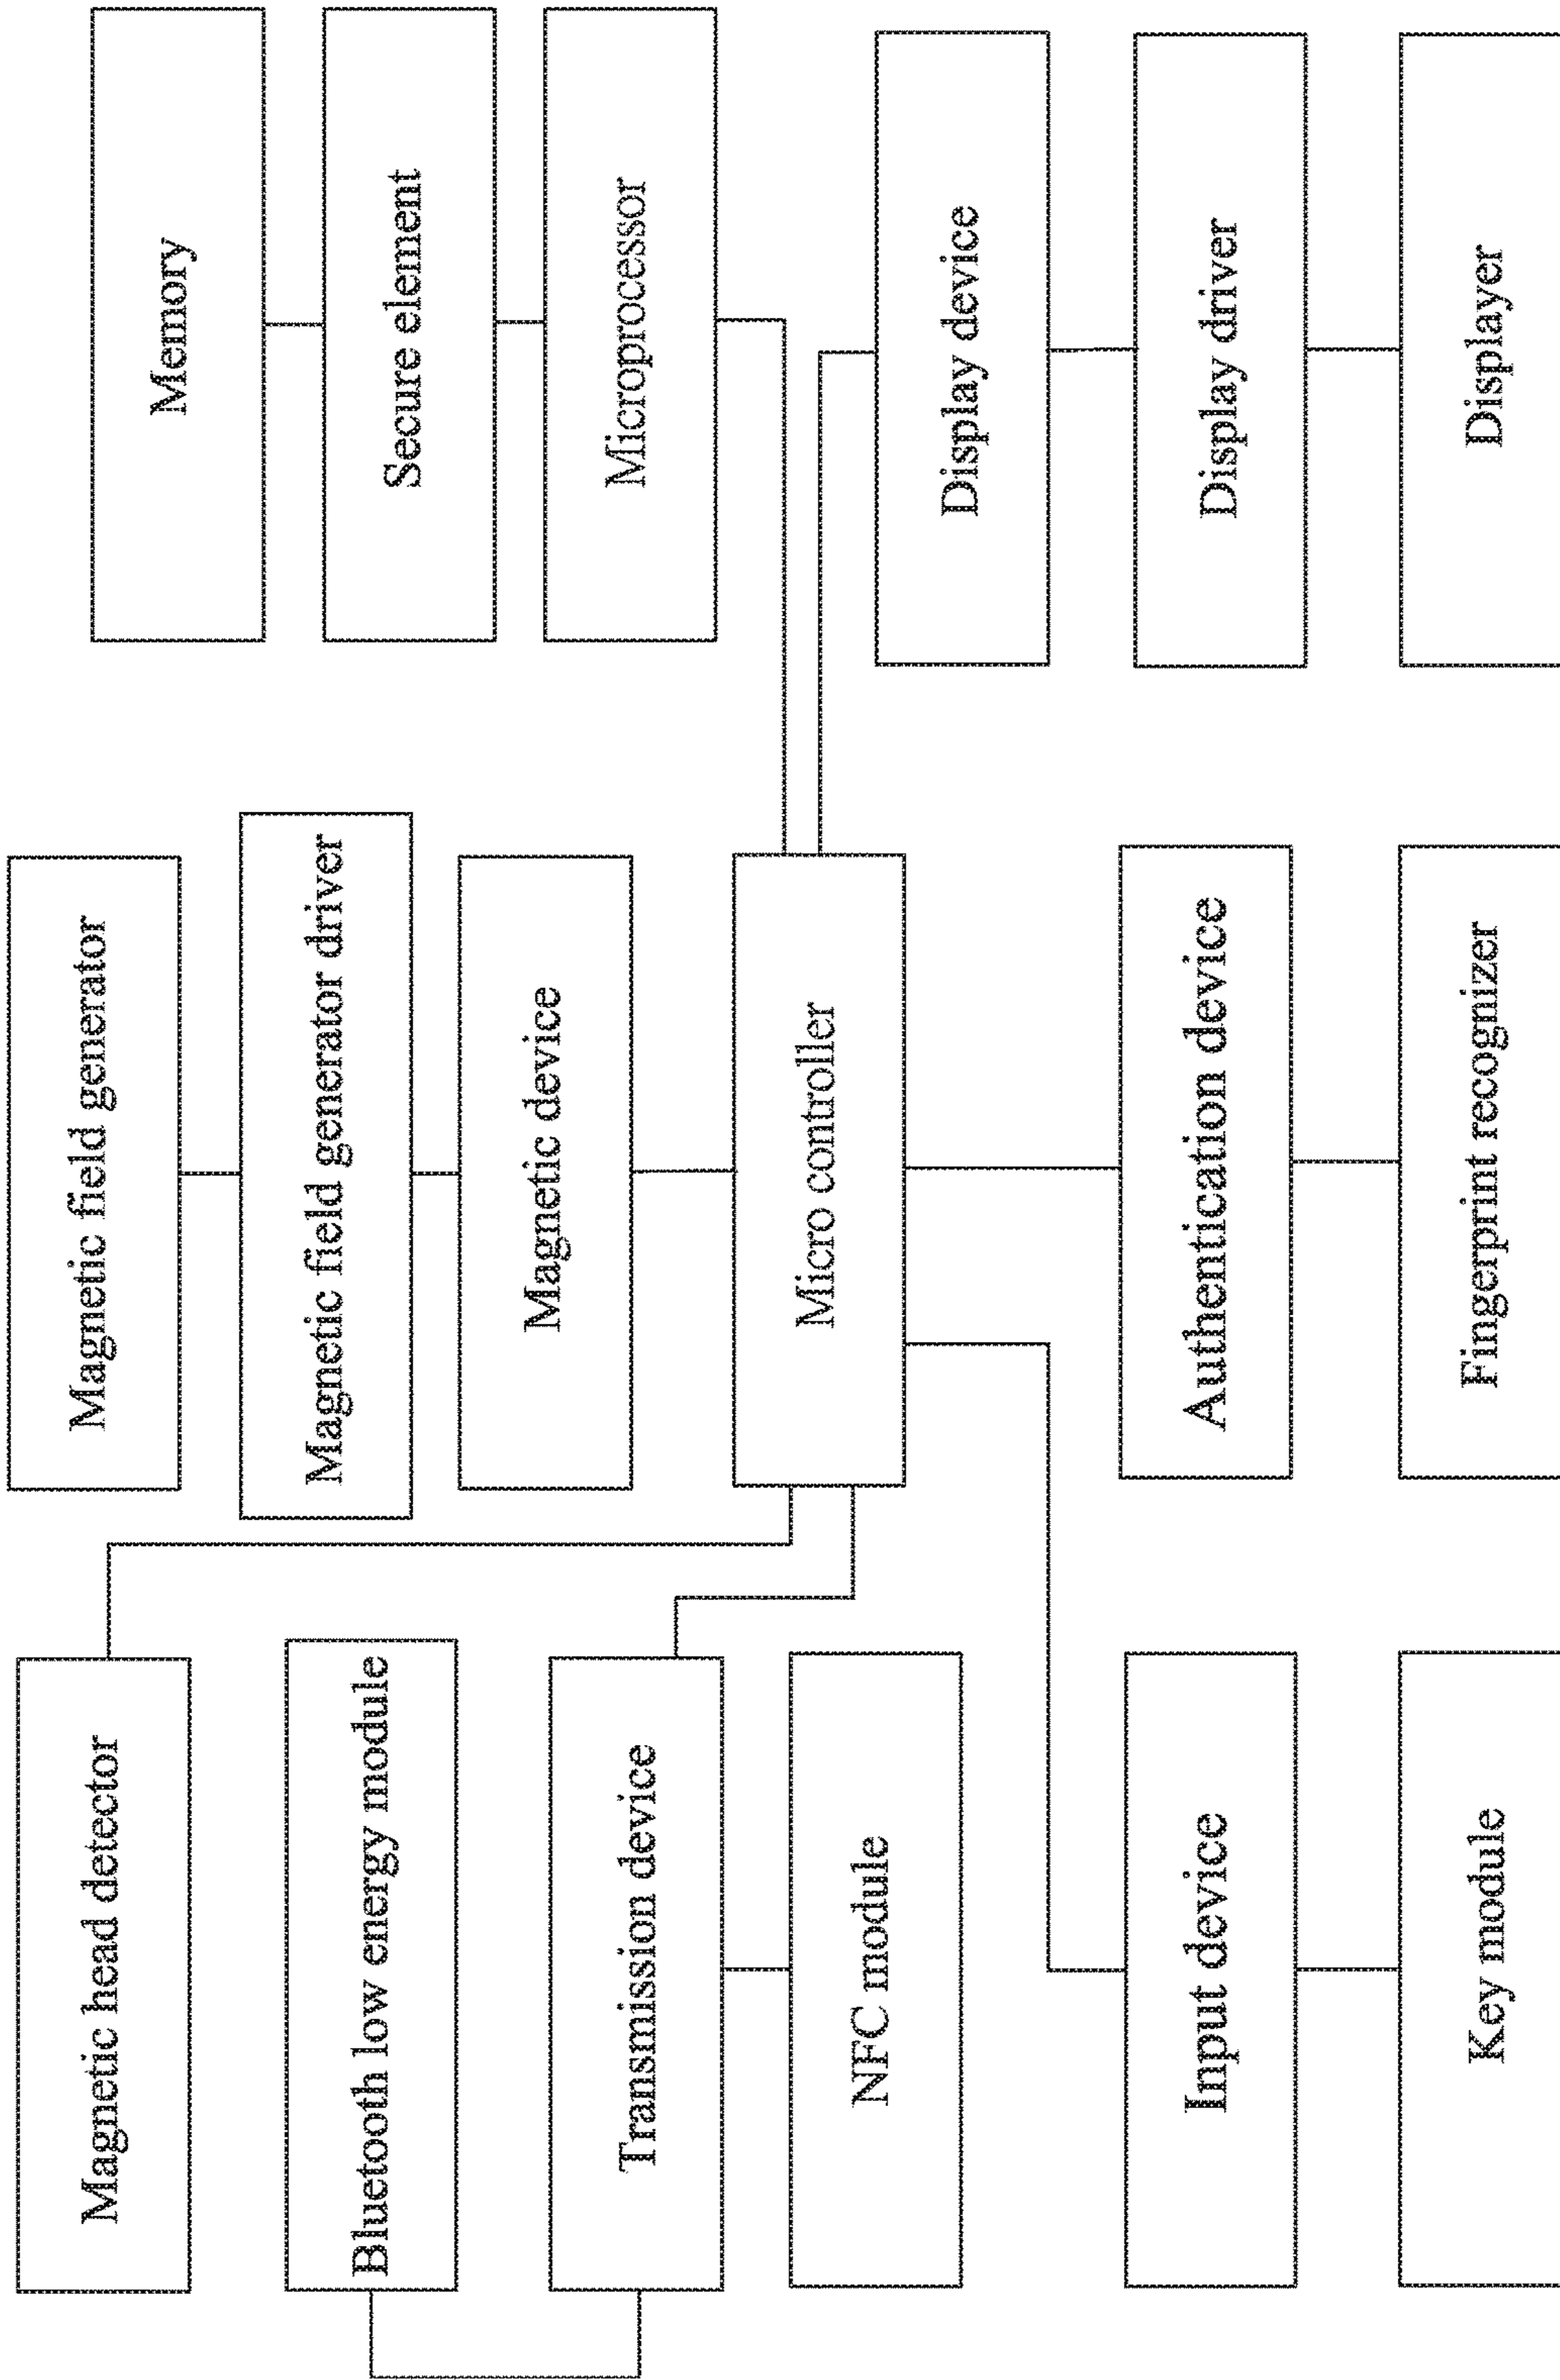 Magnetic head detector
Bluetooth low energy module
Transmission device
NFC module
Input device
Key module
Magnetic field generator
Magnetic field generator driver
Magnetic device
Micro controller
Authentication device
Fingerprint recognizer
Memory
Secure element
Microprocessor
Display device
Display driver
Displayer